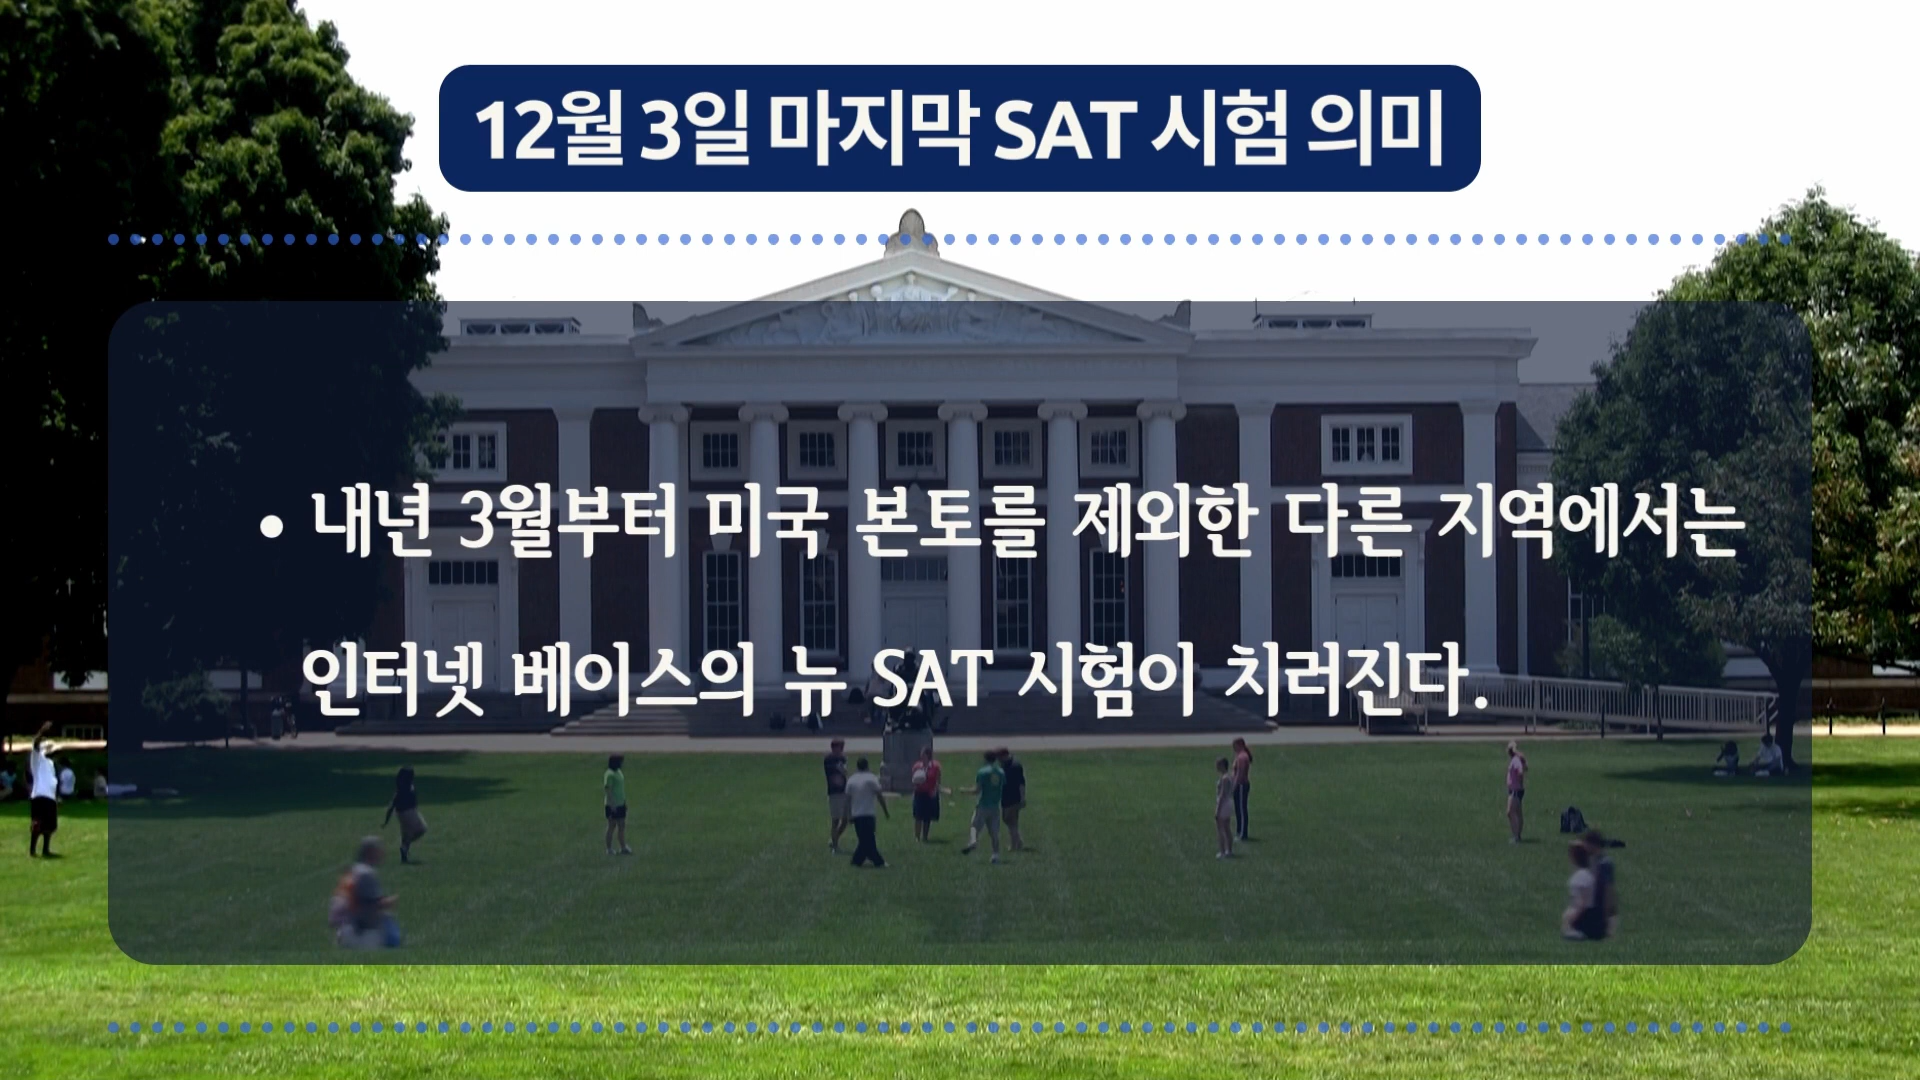 12월 3일 마지막 SAT 시험 의미
• 내년 3월부터 미국 본토를 제외한 다른 지역에서는
인터넷 베이스의 뉴 SAT 시험이 치러진다.